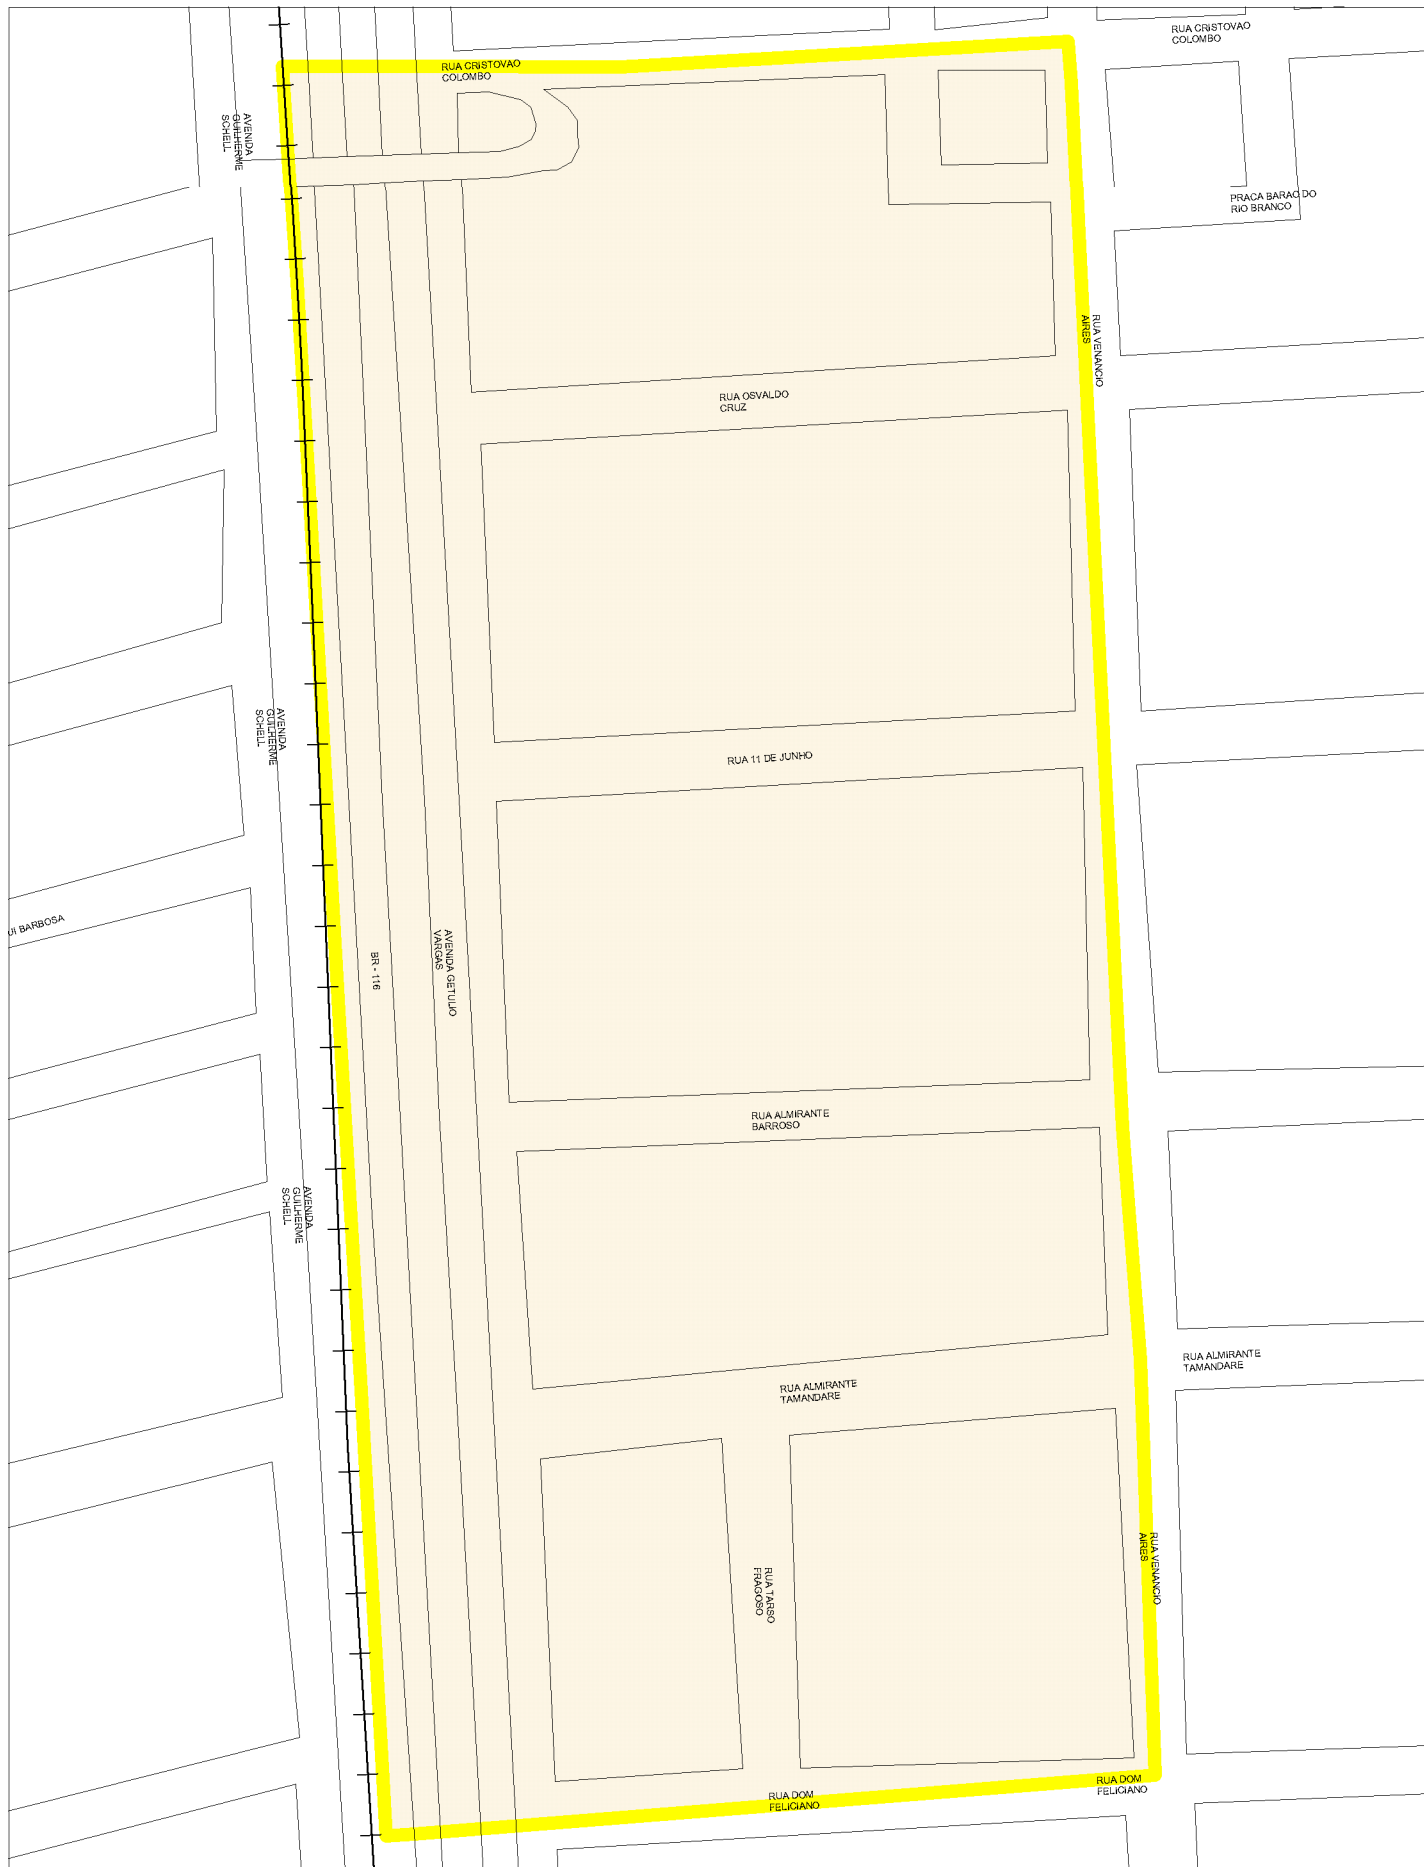 RUA CRISTOVAO
COLOMBO
RUA CRISTOVAO
COLOMBO
AVENIDA
GUILHERME
SCHELL
PRACA BARAO DO
RIO BRANCO
RUA VENANCIO
AIRES
RUA OSVALDO
CRUZ
AVENIDA
GUILHERME
SCHELL
RUA 11 DE JUNHO
UI BARBOSA
BR - 116
AVENIDA GETULIO
VARGAS
RUA ALMIRANTE
BARROSO
AVENIDA
GUILHERME
SCHELL
RUA ALMIRANTE
TAMANDARE
RUA ALMIRANTE
TAMANDARE
RUA VENANCIO
AIRES
RUA TARSO
FRAGOSO
RUA DOM
FELICIANO
RUA DOM
FELICIANO